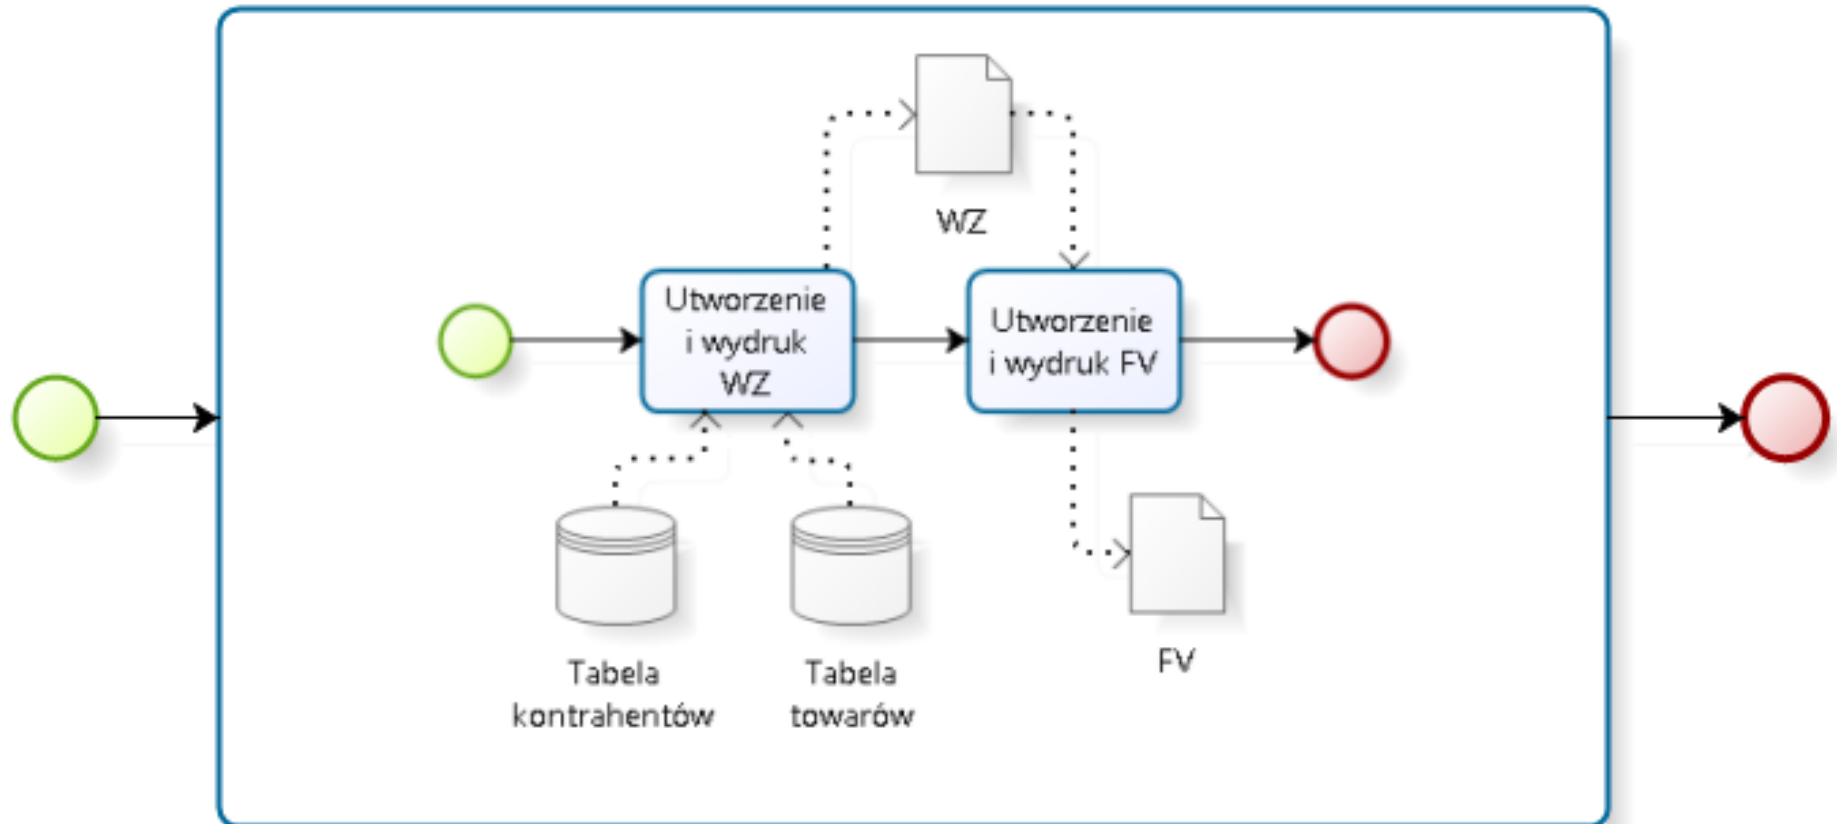 WZ
Utworzenie
i wydruk
WZ
Utworzenie
i wydruk FV
Tabela
kontrahentów
Tabela
towarów
FV